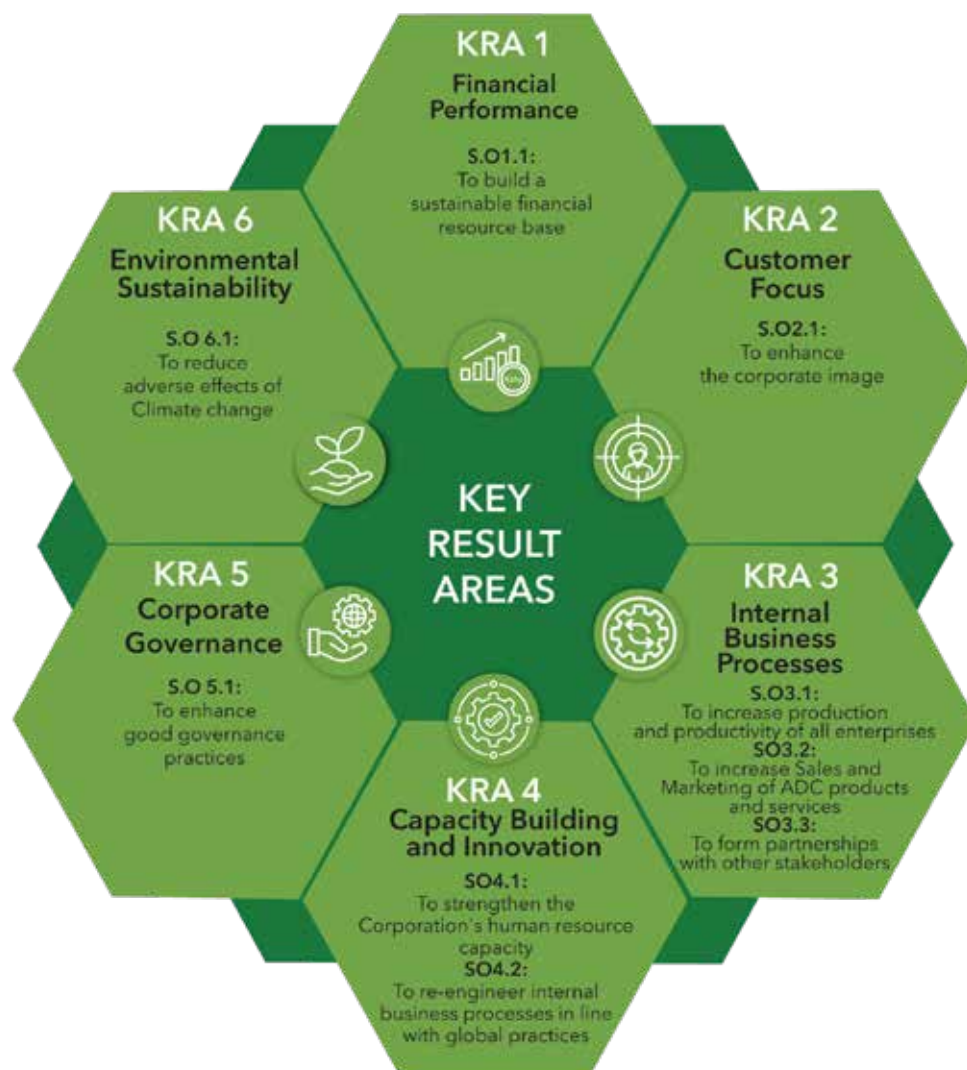 KRA 1
Financial
Performance
S.O1.1:
To build a
sustainable financial
resource base
KRA 2
Customer
Focus
S.O2.1:
To enhance
the corporate image
KRA 3
Internal
Business
Processes
S.O3.1:
To increase production
and productivity of all enterprises
SO3.2:
To increase Sales and
Marketing of ADC products
and services
SO3.3:
To form partnerships
with other stakeholders
KRA 4
Capacity Building
and Innovation
SO4.1:
To strengthen the
Corporation's human resource
capacity
SO4.2:
To re-engineer internal
business processes in line
with global practices
KRA 5
Corporate
Governance
S.O 5.1:
To enhance
good governance
practices
KRA 6
Environmental
Sustainability
S.O 6.1:
To reduce
adverse effects of
Climate change
KEY
RESULT
AREAS